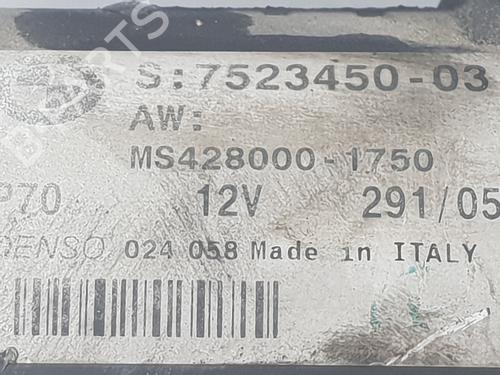 S:7523450-03
AW:
MS428000-1750
P70 12V 291/05
DENSO 024 058 Made in ITALY